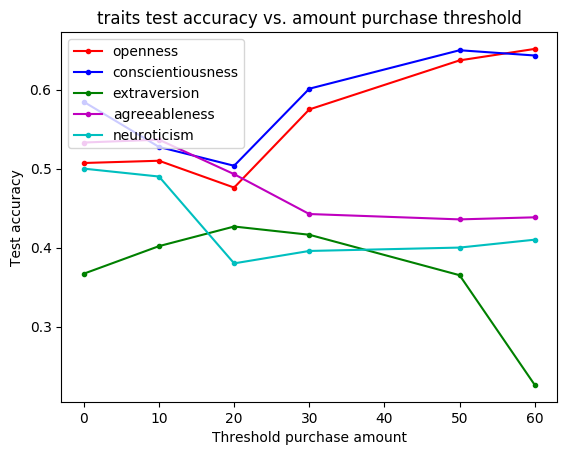 traits test accuracy vs. amount purchase threshold
openness
conscientiousness
extraversion
agreeableness
neuroticism
Test accuracy
0.6
0.5
0.4
0.3
0 10 20 30 40 50 60
Threshold purchase amount